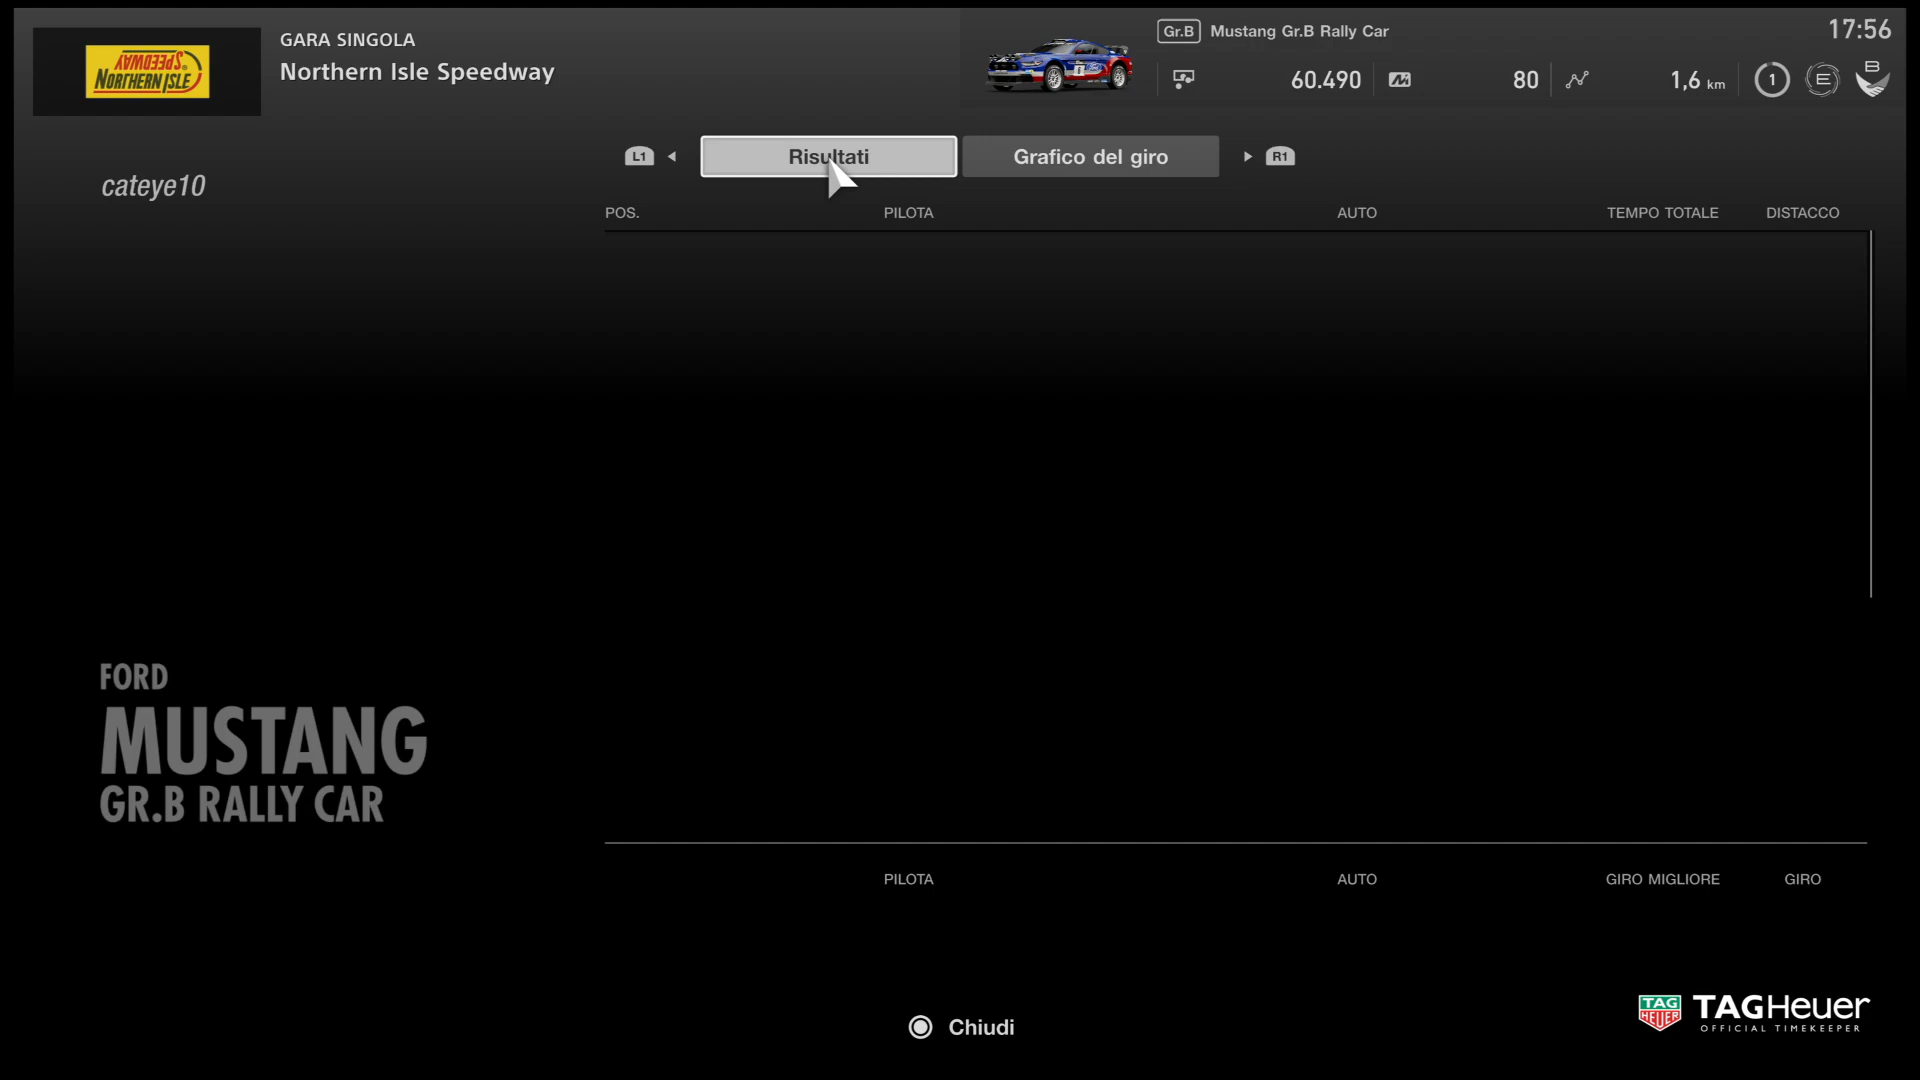 NORTHERN ISLE
SPEEDWAY
GARA SINGOLA
Northern Isle Speedway
Gr.B Mustang Gr.B Rally Car
17:56
60.490 80 1,6 km 1 E B
L1 Risultati Grafico del giro R1
cateye10
POS. PILOTA AUTO TEMPO TOTALE DISTACCO
FORD
MUSTANG
GR.B RALLY CAR
PILOTA AUTO GIRO MIGLIORE GIRO
TAG
HEUER
TAGHeuer
OFFICIAL TIMEKEEPER
Chiudi